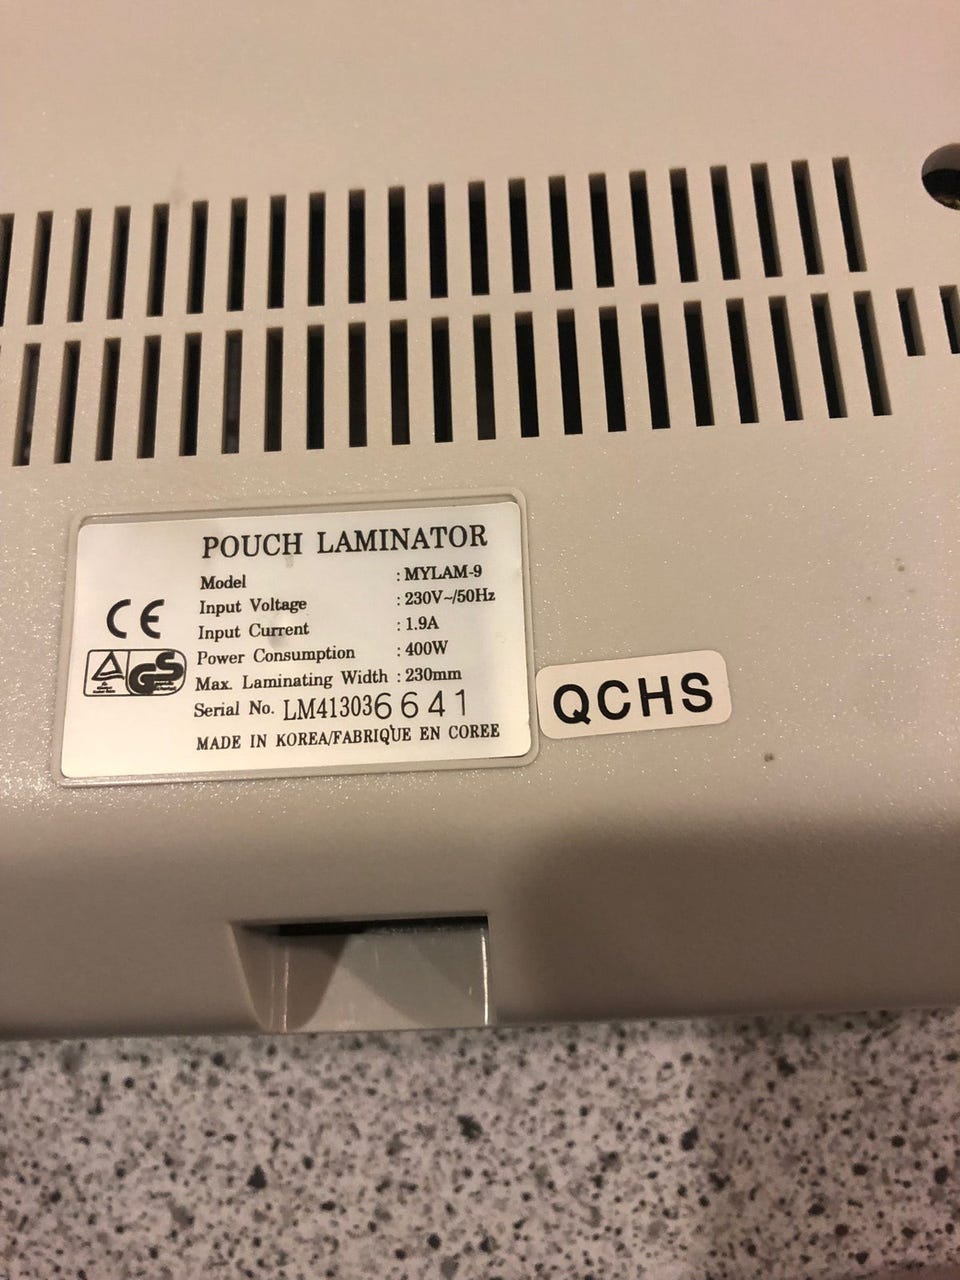 POUCH LAMINATOR
Model : MYLAM-9
Input Voltage : 230V~/50Hz
Input Current : 1.9A
Power Consumption : 400W
Max. Laminating Width : 230mm
Serial No. LM413036641
MADE IN KOREA/FABRIQUE EN COREE
CE
GS
QCHS